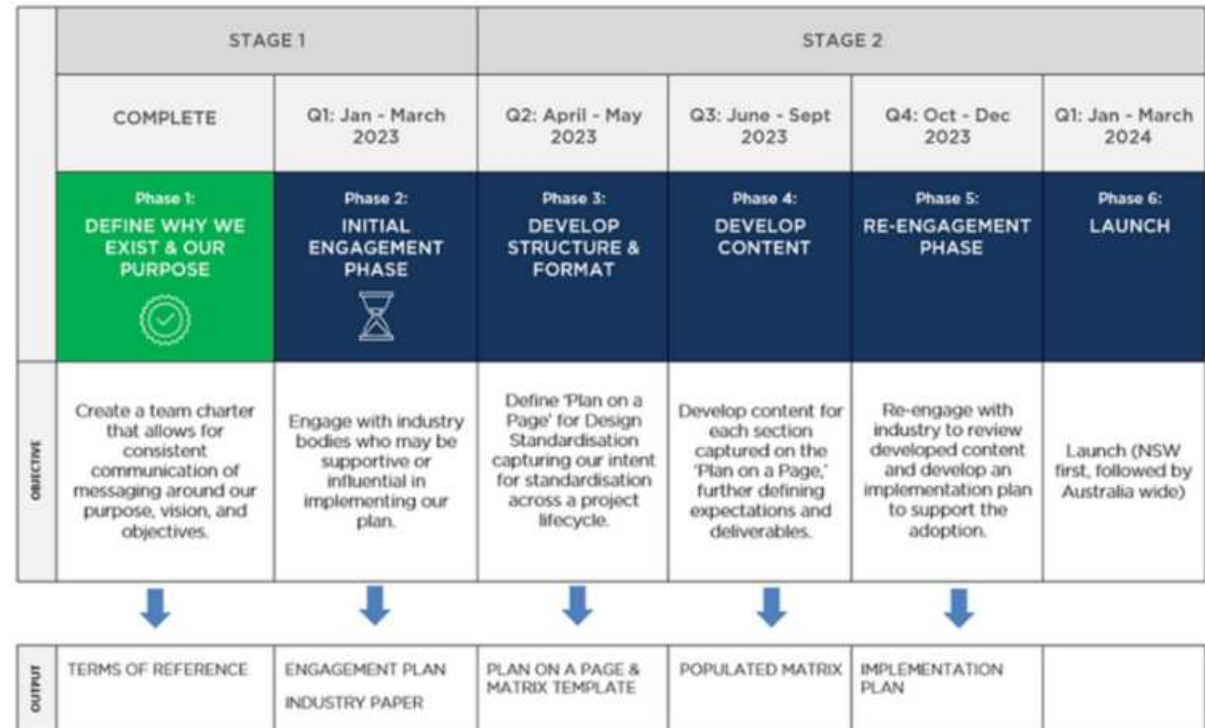 STAGE 1
STAGE 2
COMPLETE
Q1: Jan - March
2023
Q2: April - May
2023
Q3: June - Sept
2023
Q4: Oct - Dec
2023
Q1: Jan - March
2024
Phase 1:
DEFINE WHY WE
EXIST & OUR
PURPOSE
Phase 2:
INITIAL
ENGAGEMENT
PHASE
Phase 3:
DEVELOP
STRUCTURE &
FORMAT
Phase 4:
DEVELOP
CONTENT
Phase 5:
RE-ENGAGEMENT
PHASE
Phase 6:
LAUNCH
OBJECTIVE
Create a team charter
that allows for
consistent
communication of
messaging around our
purpose, vision, and
objectives.
Engage with industry
bodies who may be
supportive or
influential in
implementing our
plan.
Define 'Plan on a
Page' for Design
Standardisation
capturing our intent
for standardisation
across a project
lifecycle.
Develop content for
each section
captured on the
'Plan on a Page,'
further defining
expectations and
deliverables.
Re-engage with
industry to review
developed content
and develop an
implementation plan
to support the
adoption.
Launch (NSW
first, followed by
Australia wide)
OUTPUT
TERMS OF REFERENCE
ENGAGEMENT PLAN
INDUSTRY PAPER
PLAN ON A PAGE &
MATRIX TEMPLATE
POPULATED MATRIX
IMPLEMENTATION
PLAN